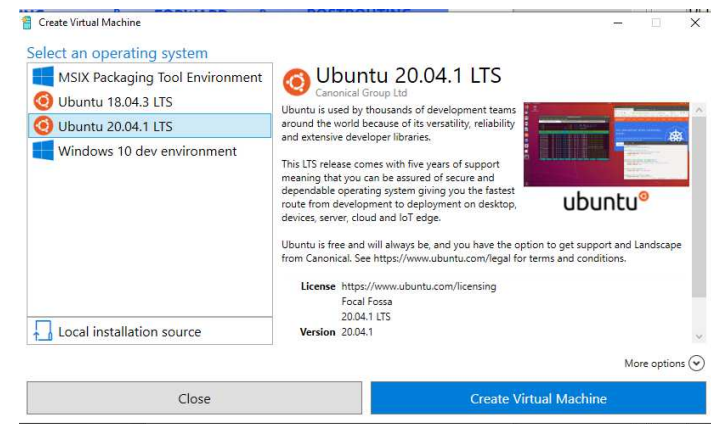 Create Virtual Machine
Select an operating system
MSIX Packaging Tool Environment
Ubuntu 18.04.3 LTS
Ubuntu 20.04.1 LTS
Windows 10 dev environment
Local installation source
Ubuntu 20.04.1 LTS
Canonical Group Ltd
Ubuntu is used by thousands of development teams
around the world because of its versatility, reliability
and extensive developer libraries.
This LTS release comes with five years of support
meaning that you can be assured of secure and
dependable operating system giving you the fastest
route from development to deployment on desktop,
devices, server, cloud and IoT edge.
ubuntu
Ubuntu is free and will always be, and you have the option to get support and Landscape
from Canonical. See https://www.ubuntu.com/legal for terms and conditions.
License https://www.ubuntu.com/licensing
Focal Fossa
20.04.1 LTS
Version 20.04.1
More options
Close
Create Virtual Machine